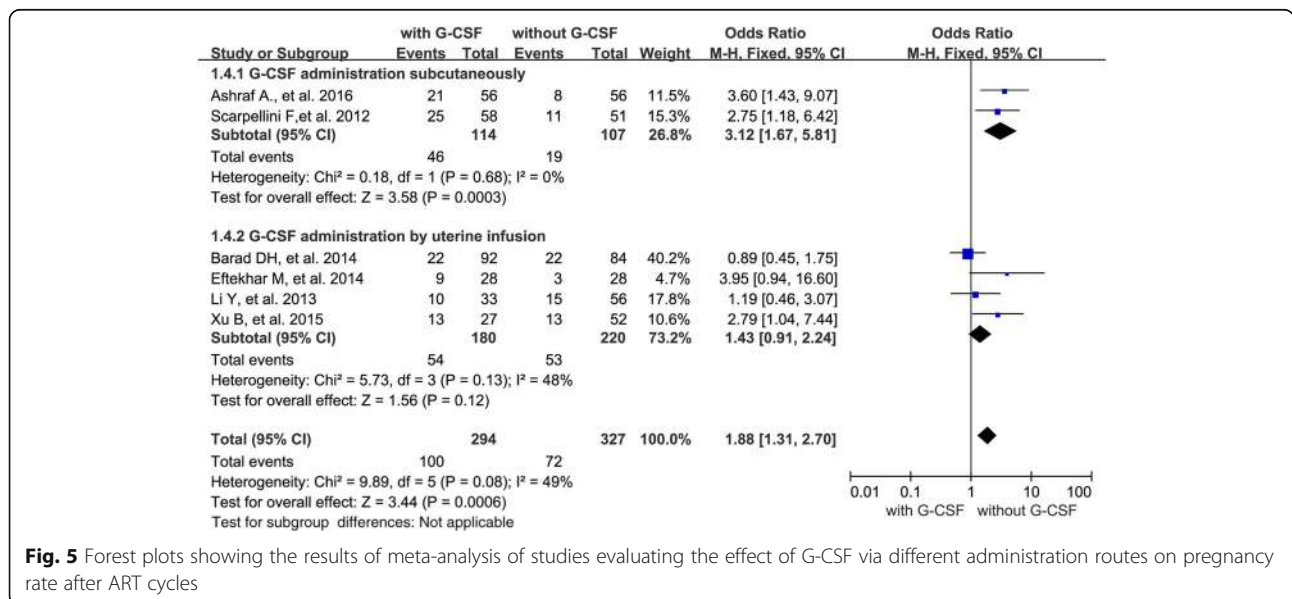 with G-CSF without G-CSF Odds Ratio Odds Ratio
Study or Subgroup Events Total Events Total Weight M-H, Fixed, 95% CI M-H, Fixed, 95% CI
1.4.1 G-CSF administration subcutaneously
Ashraf A., et al. 2016 21 56 8 56 11.5% 3.60 [1.43, 9.07]
Scarpellini F,et al. 2012 25 58 11 51 15.3% 2.75 [1.18, 6.42]
Subtotal (95% CI) 114 107 26.8% 3.12 [1.67, 5.81]
Total events 46 19
Heterogeneity: Chi² = 0.18, df = 1 (P = 0.68); I² = 0%
Test for overall effect: Z = 3.58 (P = 0.0003)
1.4.2 G-CSF administration by uterine infusion
Barad DH, et al. 2014 22 92 22 84 40.2% 0.89 [0.45, 1.75]
Eftekhar M, et al. 2014 9 28 3 28 4.7% 3.95 [0.94, 16.60]
Li Y, et al. 2013 10 33 15 56 17.8% 1.19 [0.46, 3.07]
Xu B, et al. 2015 13 27 13 52 10.6% 2.79 [1.04, 7.44]
Subtotal (95% CI) 180 220 73.2% 1.43 [0.91, 2.24]
Total events 54 53
Heterogeneity: Chi² = 5.73, df = 3 (P = 0.13); I² = 48%
Test for overall effect: Z = 1.56 (P = 0.12)
Total (95% CI) 294 327 100.0% 1.88 [1.31, 2.70]
Total events 100 72
Heterogeneity: Chi² = 9.89, df = 5 (P = 0.08); I² = 49%
Test for overall effect: Z = 3.44 (P = 0.0006)
Test for subgroup differences: Not applicable
0.01 0.1 1 10 100
with G-CSF without G-CSF
Fig. 5 Forest plots showing the results of meta-analysis of studies evaluating the effect of G-CSF via different administration routes on pregnancy
rate after ART cycles